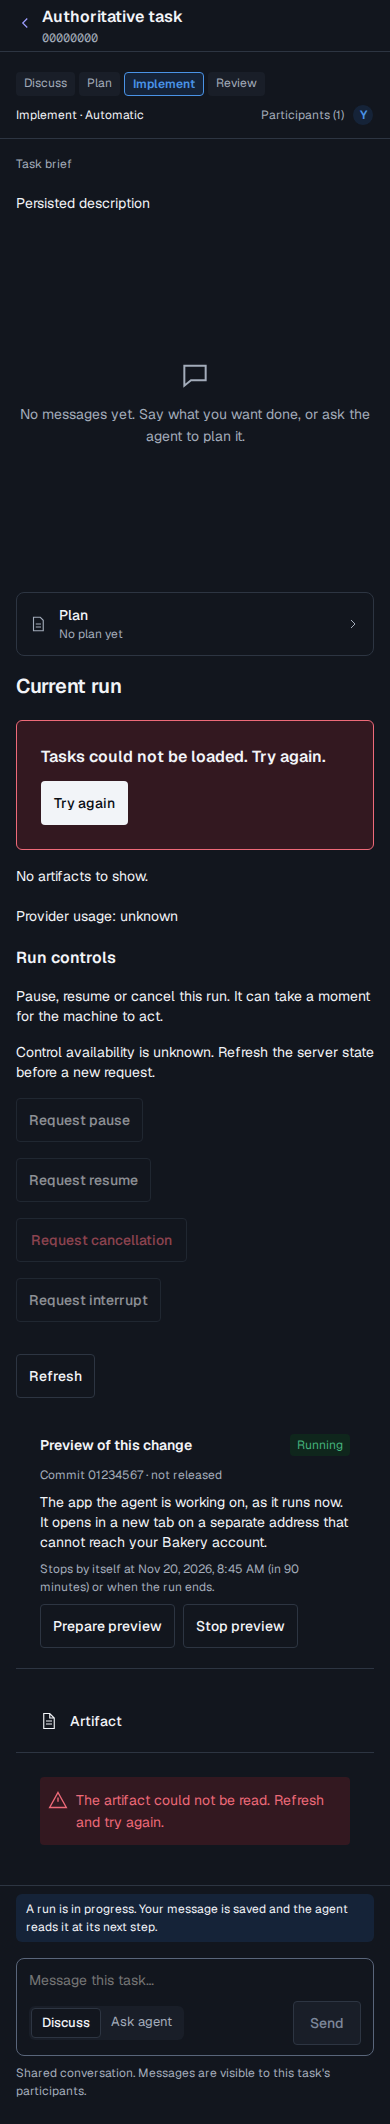 Authoritative task
00000000
Discuss
Plan
Implement
Review
Implement · Automatic
Participants (1)
Y
Task brief
Persisted description
No messages yet. Say what you want done, or ask the
agent to plan it.
Plan
No plan yet
Current run
Tasks could not be loaded. Try again.
Try again
No artifacts to show.
Provider usage: unknown
Run controls
Pause, resume or cancel this run. It can take a moment
for the machine to act.
Control availability is unknown. Refresh the server state
before a new request.
Request pause
Request resume
Request cancellation
Request interrupt
Refresh
Preview of this change
Running
Commit 01234567 · not released
The app the agent is working on, as it runs now.
It opens in a new tab on a separate address that
cannot reach your Bakery account.
Stops by itself at Nov 20, 2026, 8:45 AM (in 90
minutes) or when the run ends.
Prepare preview
Stop preview
Artifact
The artifact could not be read. Refresh
and try again.
A run is in progress. Your message is saved and the agent
reads it at its next step.
Message this task...
Discuss
Ask agent
Send
Shared conversation. Messages are visible to this task's
participants.